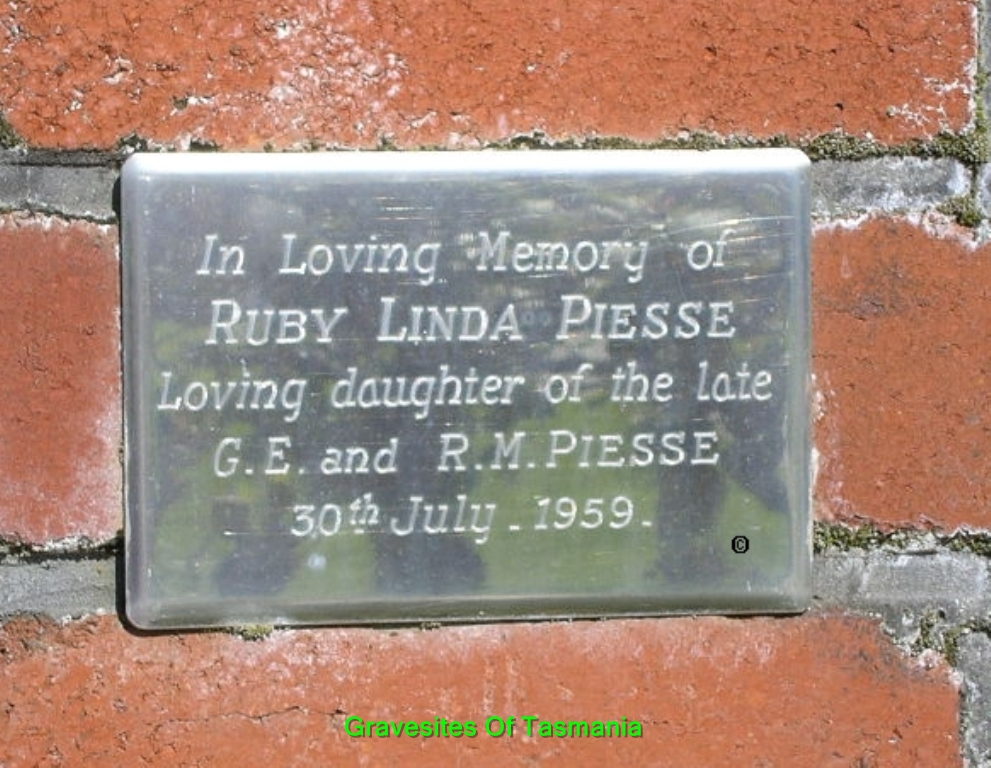 In Loving Memory of
RUBY LINDA PIESSE
Loving daughter of the late
G.E. and R.M. PIESSE
30th July - 1959.
©
Gravesites Of Tasmania